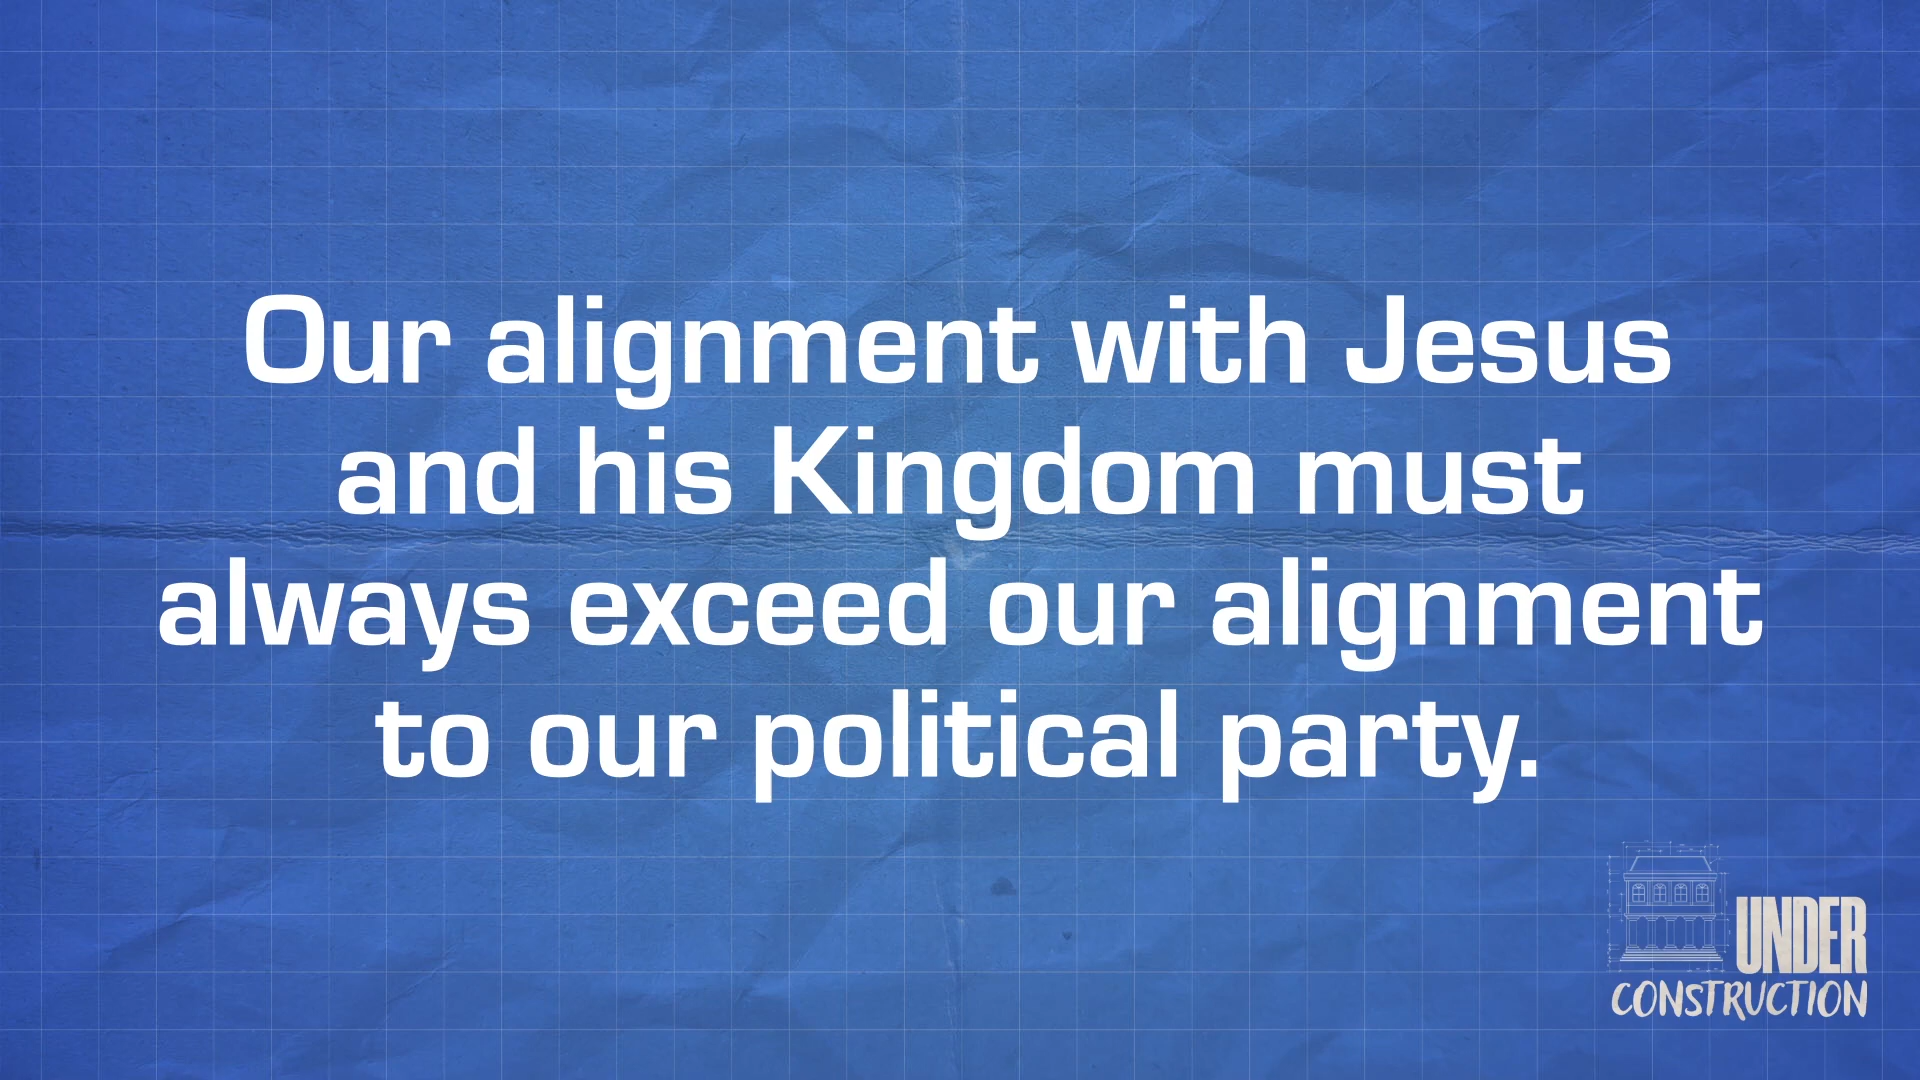 Our alignment with Jesus
and his Kingdom must
always exceed our alignment
to our political party.
UNDER
CONSTRUCTION